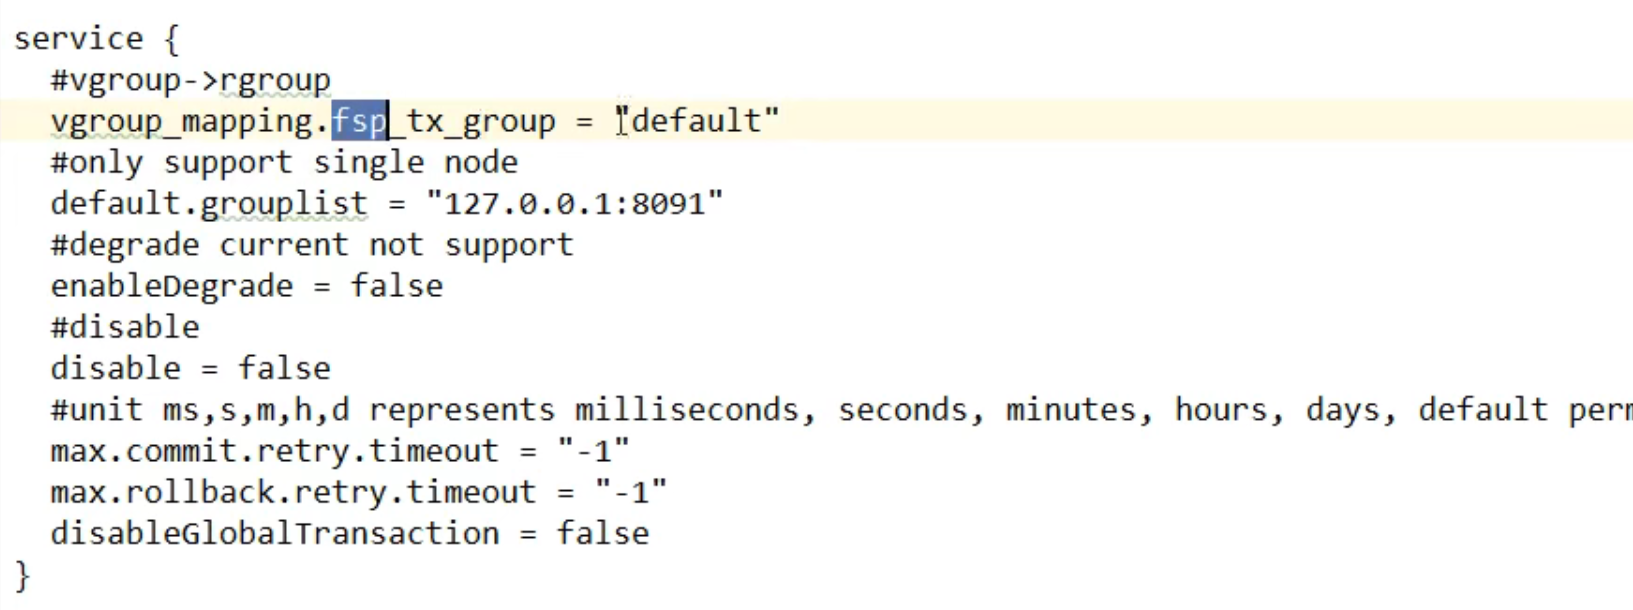 service {
  #vgroup->rgroup
  vgroup_mapping.fsp_tx_group = "default"
  #only support single node
  default.grouplist = "127.0.0.1:8091"
  #degrade current not support
  enableDegrade = false
  #disable
  disable = false
  #unit ms,s,m,h,d represents milliseconds, seconds, minutes, hours, days, default
  max.commit.retry.timeout = "-1"
  max.rollback.retry.timeout = "-1"
  disableGlobalTransaction = false
}